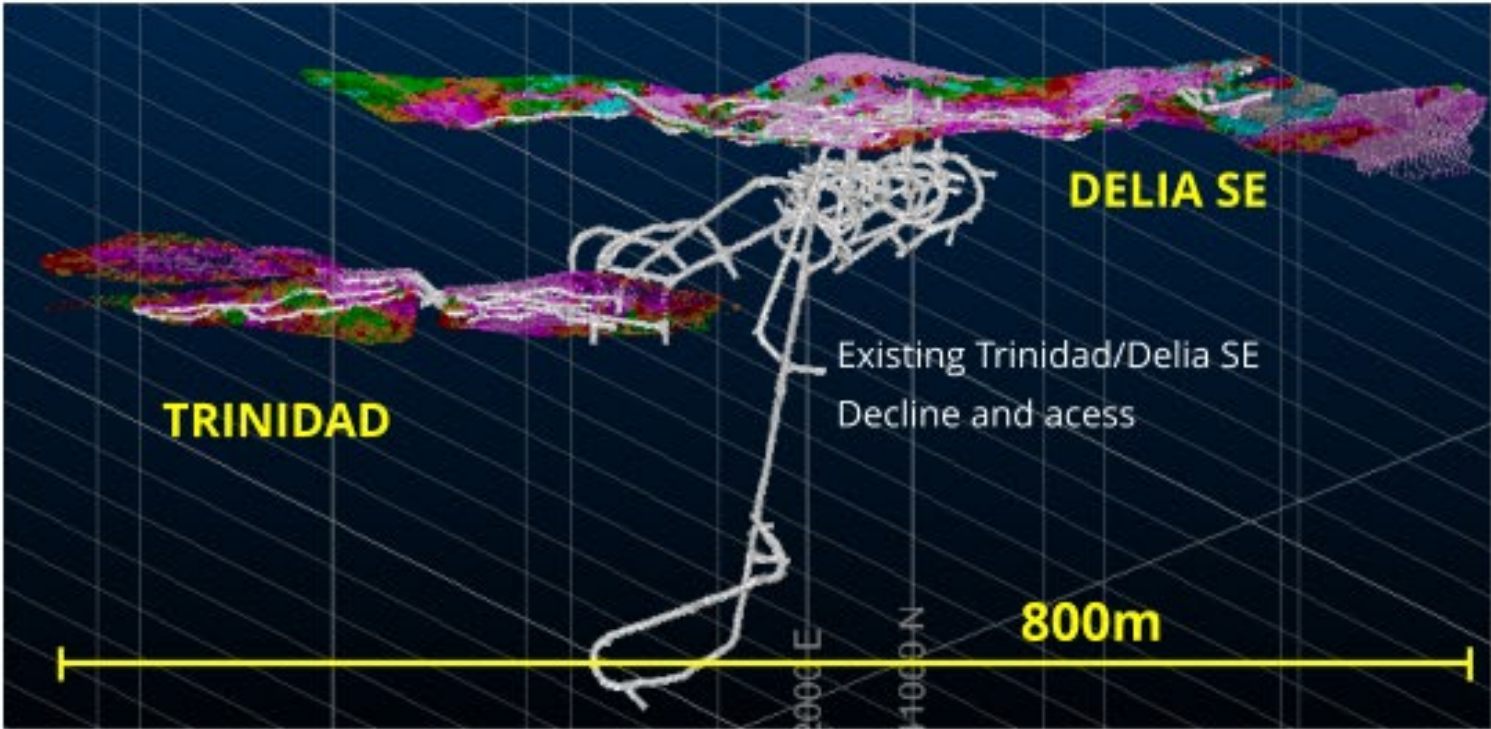 DELIA SE
Existing Trinidad/Delia SE
Decline and acess
TRINIDAD
800m